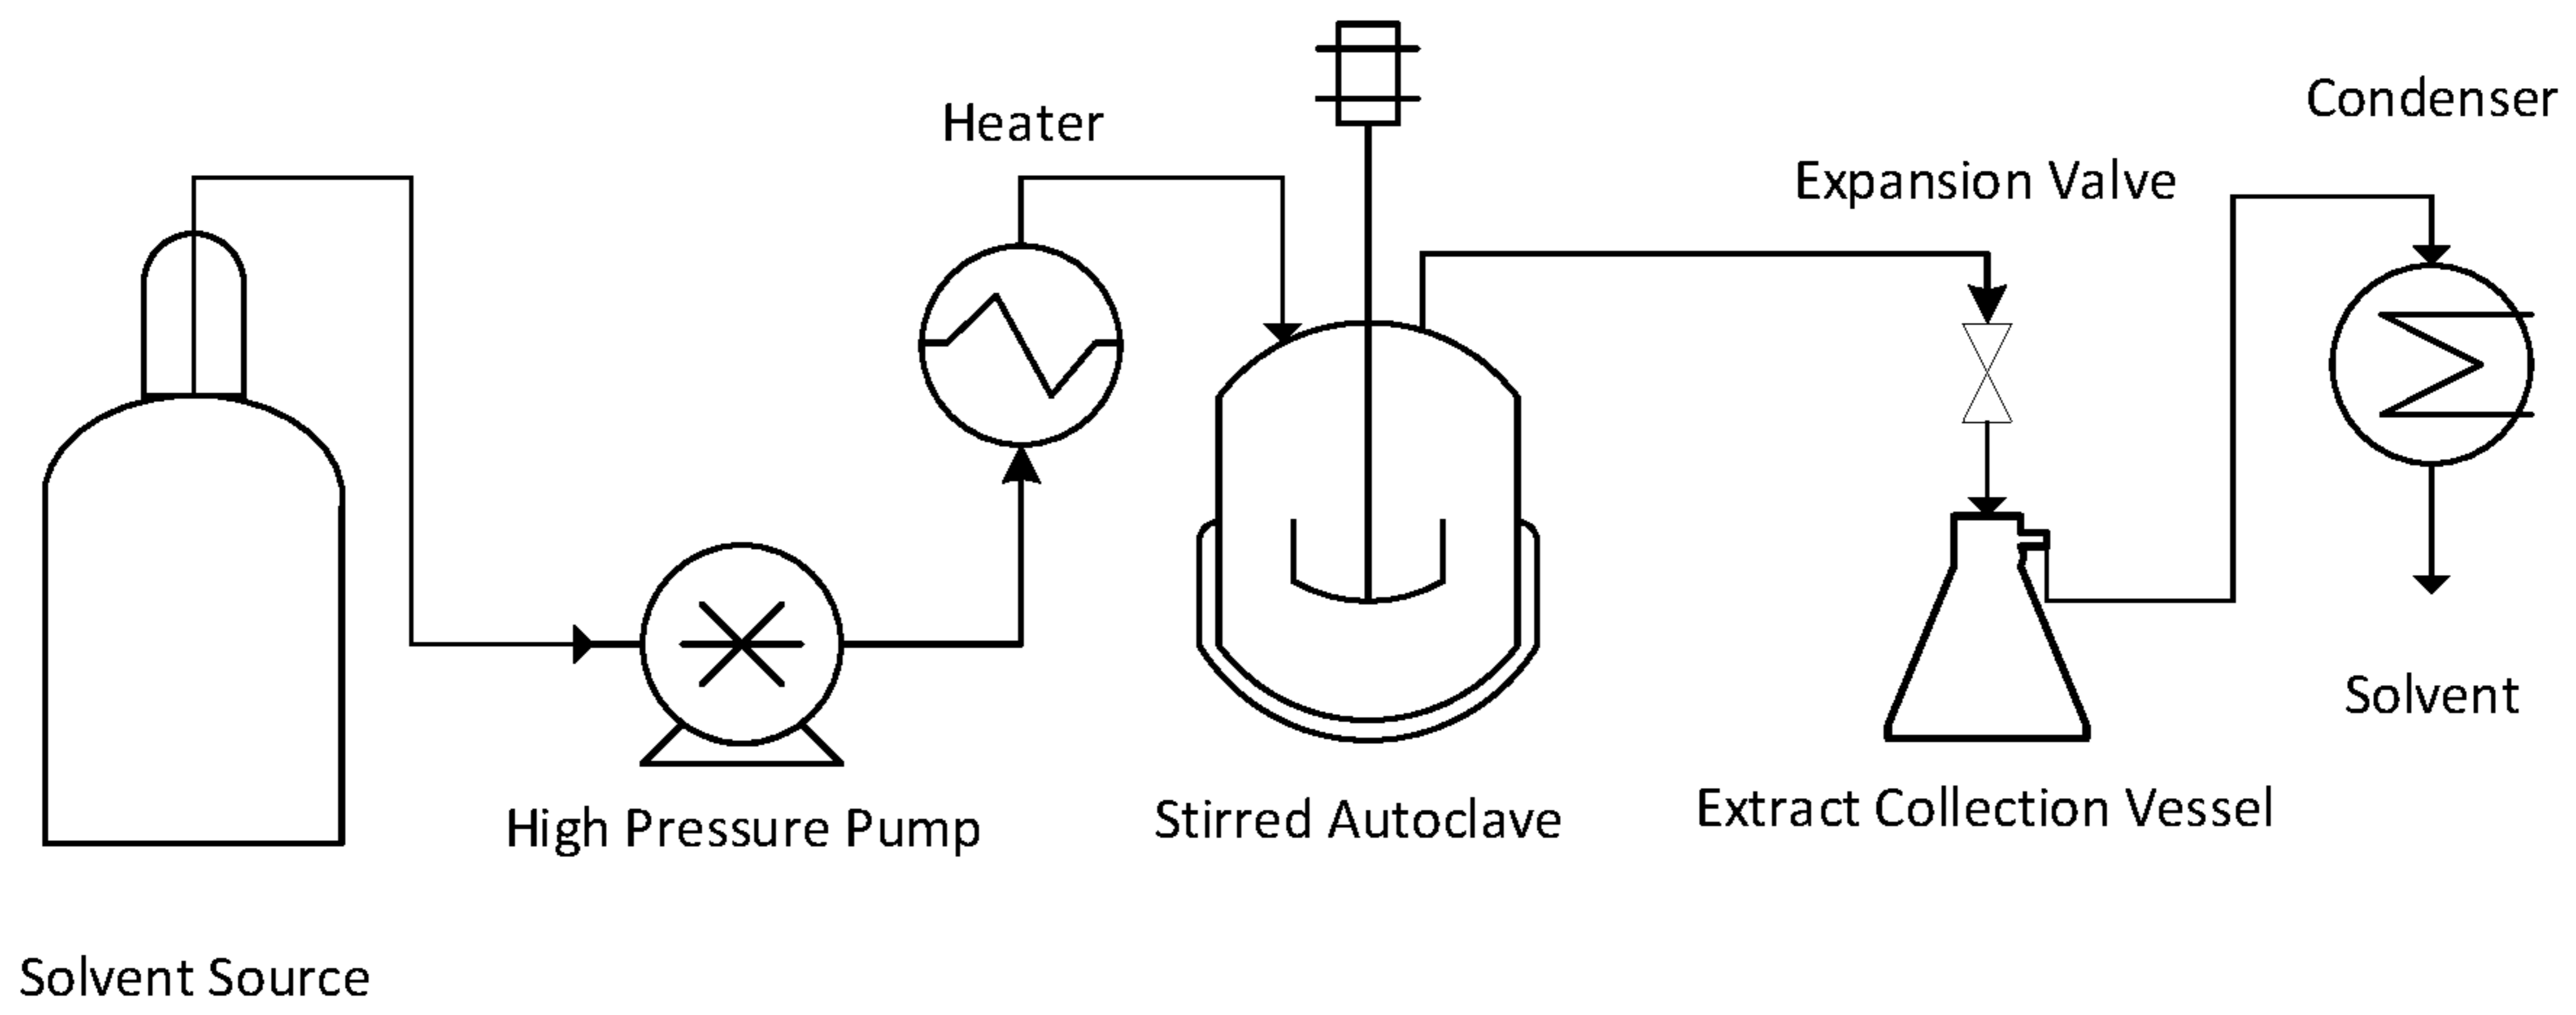 Heater
Condenser
Expansion Valve
Solvent
High Pressure Pump
Stirred Autoclave
Extract Collection Vessel
Solvent Source